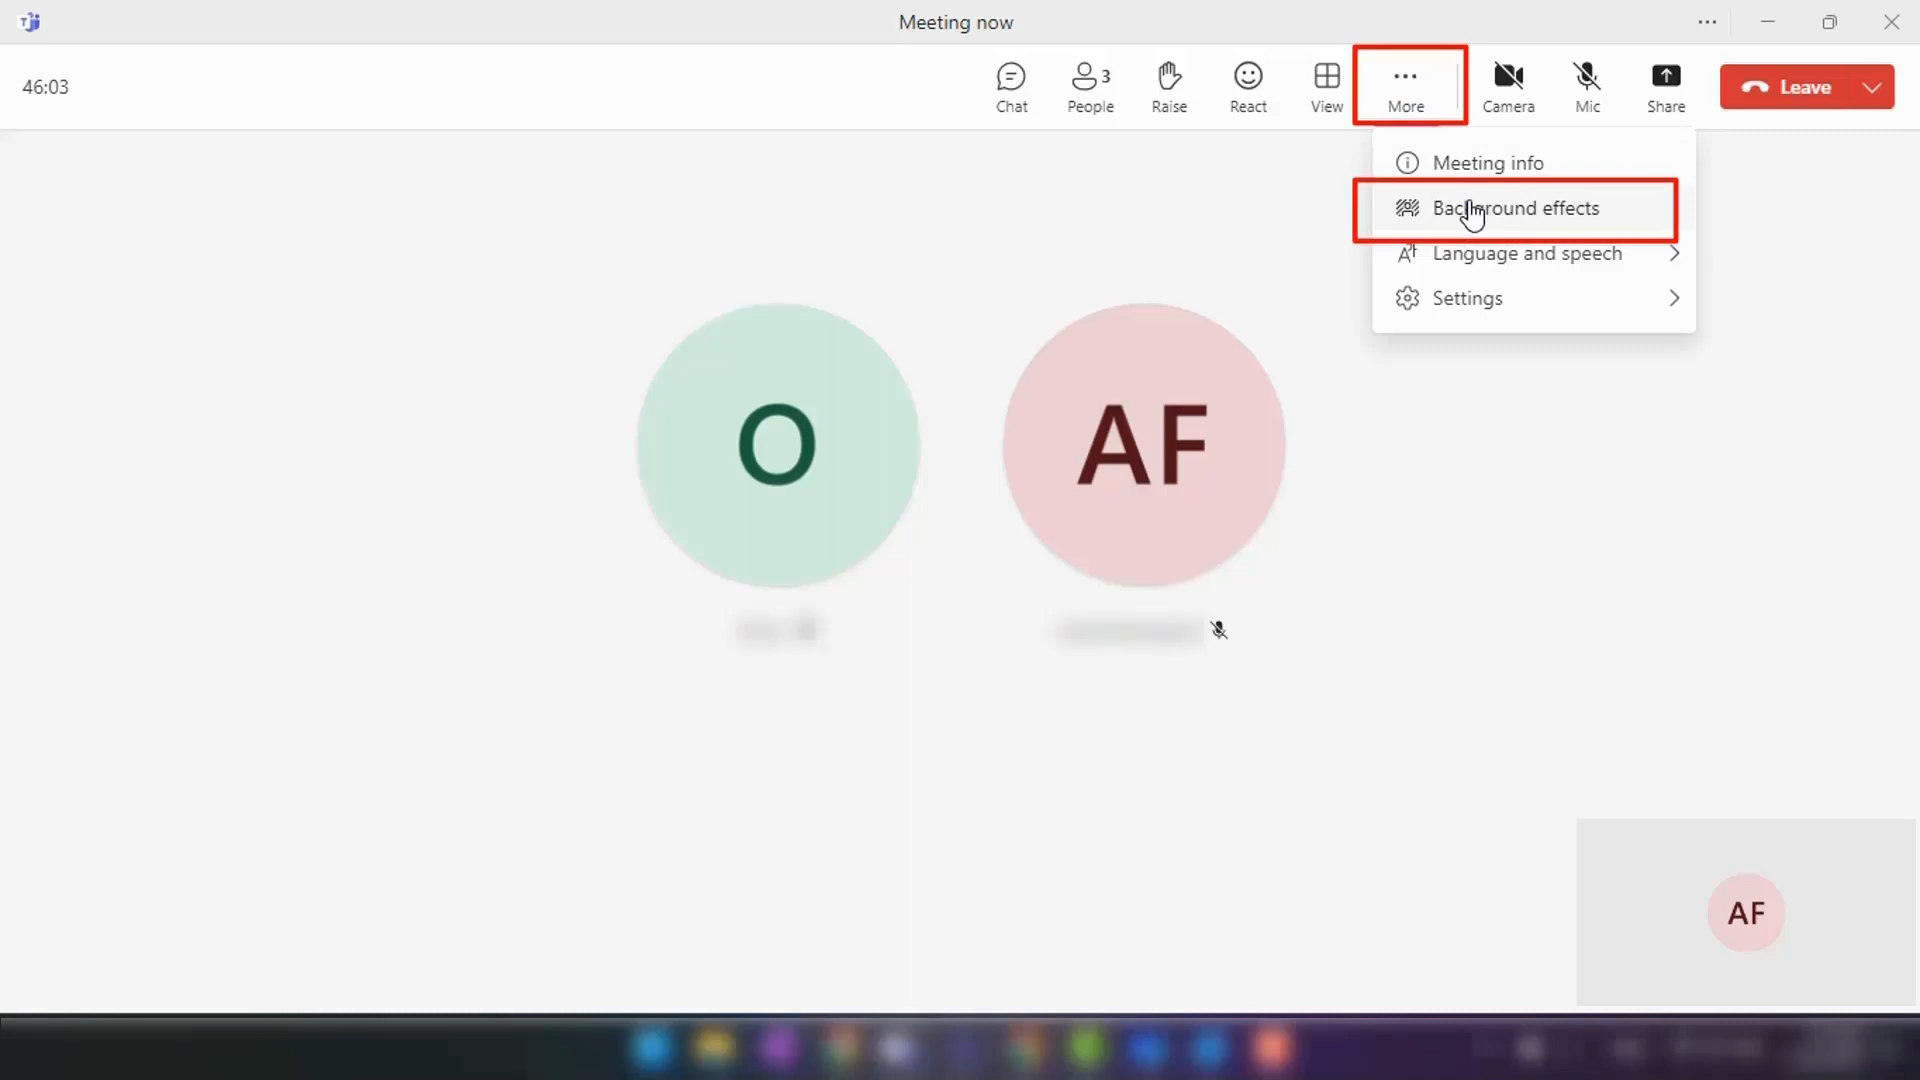 Meeting now
46:03
Chat
3
People
Raise
React
View
More
Camera
Mic
Share
Leave
Meeting info
Background effects
Language and speech
Settings
O
AF
AF